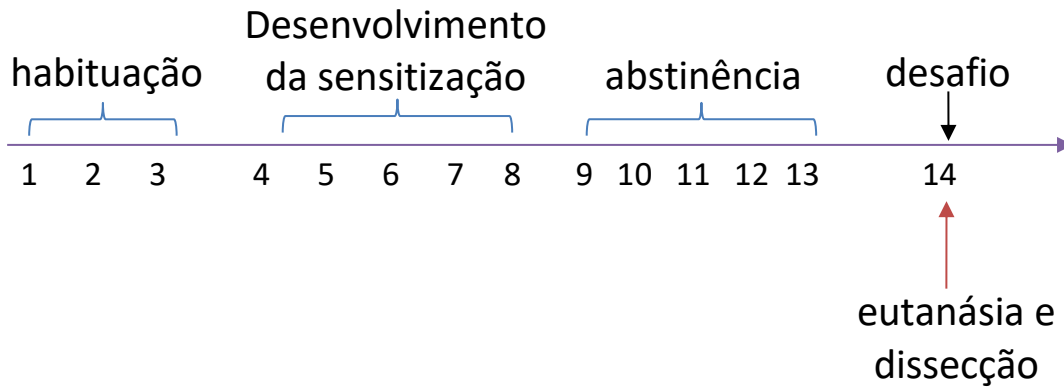 Desenvolvimento
habituação da sensitização abstinência desafio
1 2 3 4 5 6 7 8 9 10 11 12 13 14
eutanásia e
dissecção